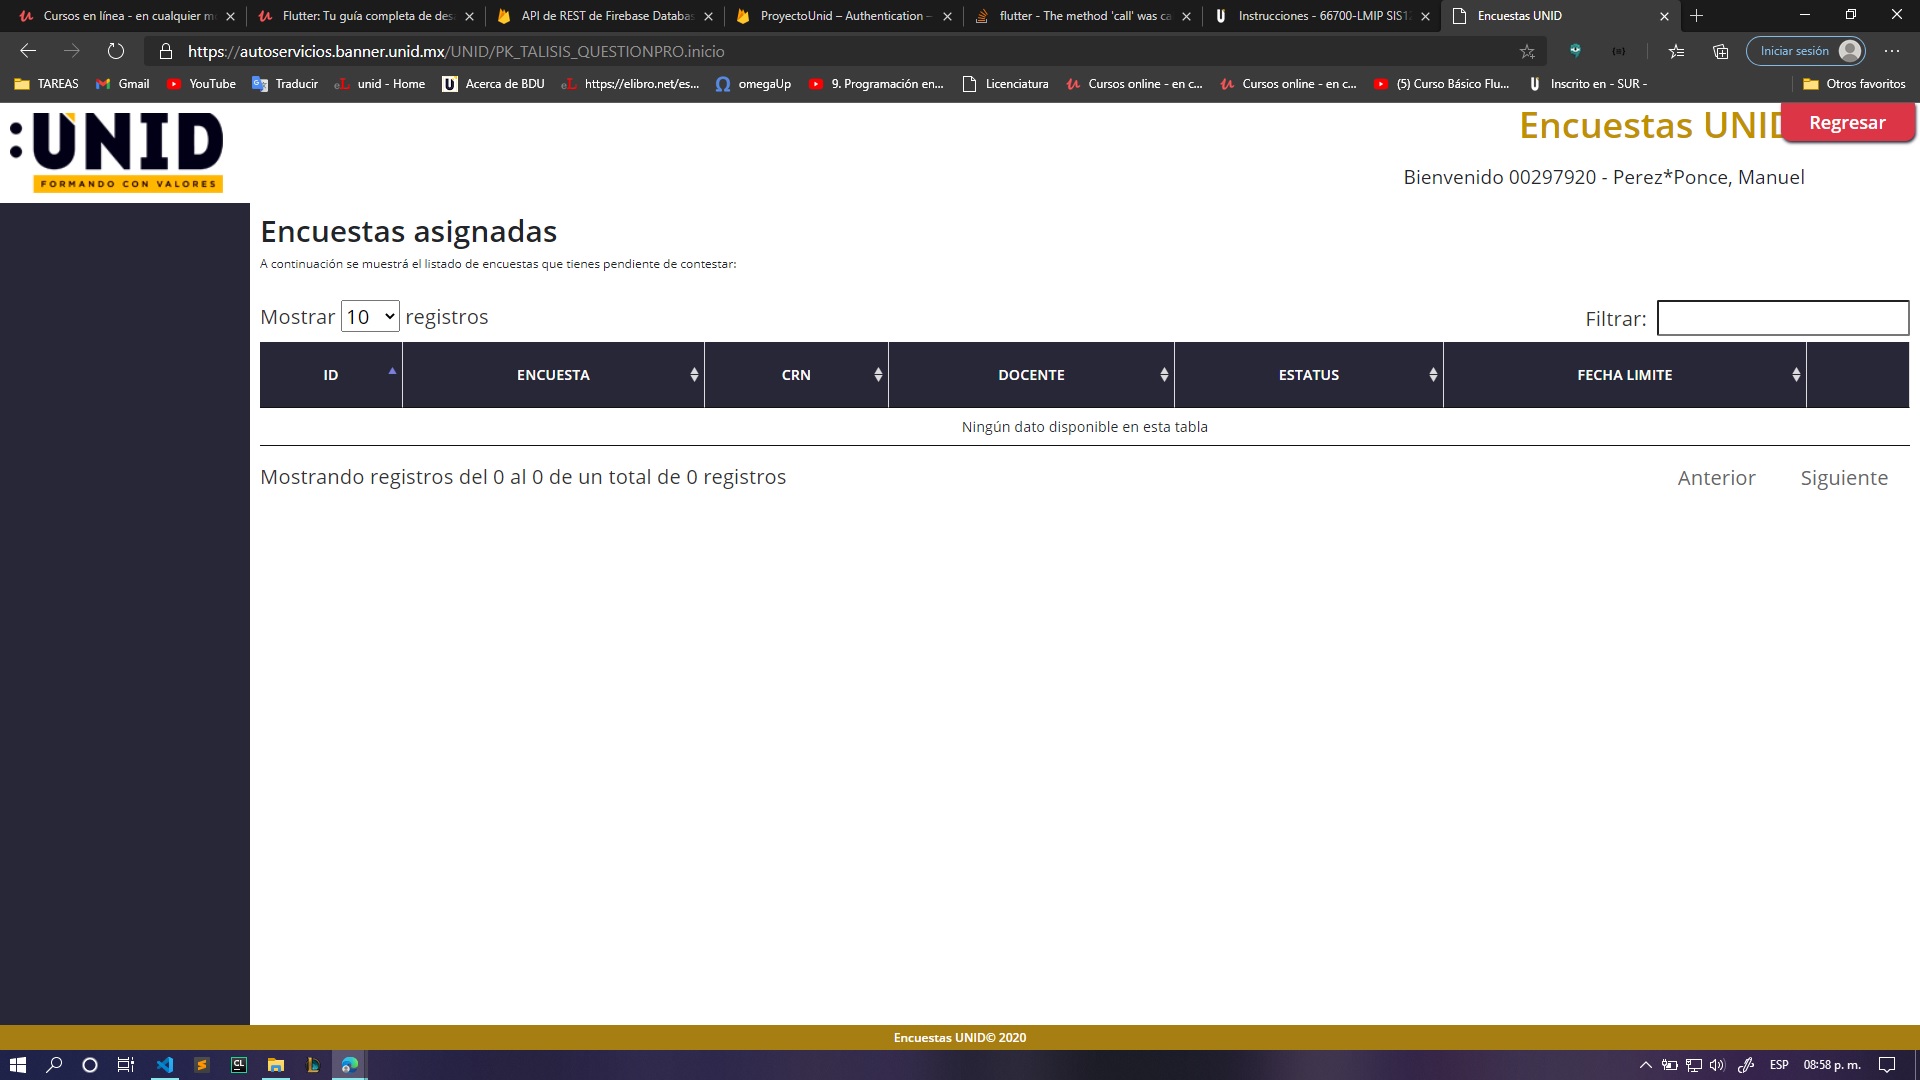 Cursos en línea - en cualquier mo
Flutter: Tu guía completa de desa
API de REST de Firebase Databas
ProyectoUnid – Authentication –
flutter - The method 'call' was ca
Instrucciones - 66700-LMIP SIS1
Encuestas UNID
https://autoservicios.banner.unid.mx/UNID/PK_TALISIS_QUESTIONPRO.inicio
Iniciar sesión
TAREAS
Gmail
YouTube
Traducir
unid - Home
Acerca de BDU
https://elibro.net/es...
omegaUp
9. Programación en...
Licenciatura
Cursos online - en c...
Cursos online - en c...
(5) Curso Básico Flu...
Inscrito en - SUR -
Otros favoritos
:UNID
FORMANDO CON VALORES
Encuestas UNID
Regresar
Bienvenido 00297920 - Perez*Ponce, Manuel
Encuestas asignadas
A continuación se muestrá el listado de encuestas que tienes pendiente de contestar:
Mostrar 10 registros
Filtrar:
ID ENCUESTA CRN DOCENTE ESTATUS FECHA LIMITE
Ningún dato disponible en esta tabla
Mostrando registros del 0 al 0 de un total de 0 registros
Anterior Siguiente
Encuestas UNID© 2020
CL
ESP
08:58 p. m.